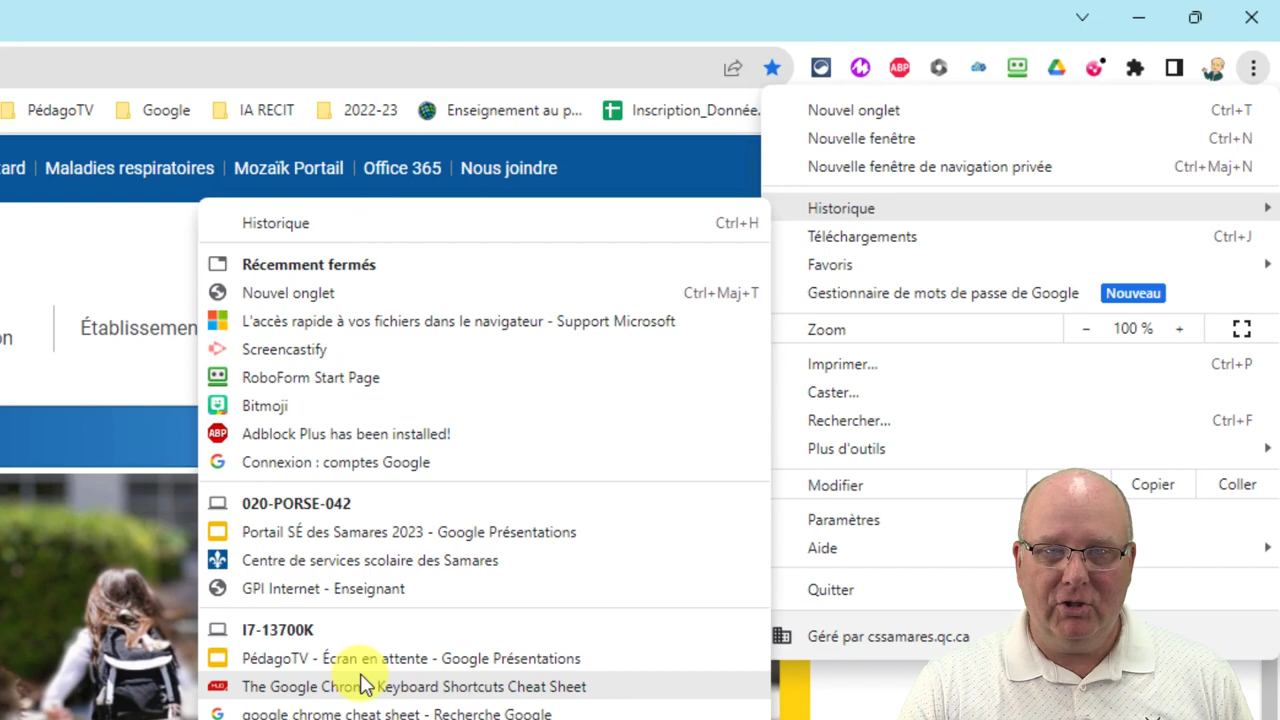 PédagoTV Google IA RECIT 2022-23 Enseignement au p... Inscription_Donnée.
ard | Maladies respiratoires | Mozaïk Portail | Office 365 | Nous joindre
on Établissemen
ABP
Nouvel onglet Ctrl+T
Nouvelle fenêtre Ctrl+N
Nouvelle fenêtre de navigation privée Ctrl+Maj+N
Historique
Téléchargements Ctrl+J
Favoris
Gestionnaire de mots de passe de Google Nouveau
Zoom - 100 % +
Imprimer... Ctrl+P
Caster...
Rechercher... Ctrl+F
Plus d'outils
Modifier Copier Coller
Paramètres
Aide
Quitter
Géré par cssamares.qc.ca
Historique Ctrl+H
Récemment fermés
Nouvel onglet Ctrl+Maj+T
L'accès rapide à vos fichiers dans le navigateur - Support Microsoft
Screencastify
RoboForm Start Page
Bitmoji
ABP Adblock Plus has been installed!
Connexion : comptes Google
020-PORSE-042
Portail SÉ des Samares 2023 - Google Présentations
Centre de services scolaire des Samares
GPI Internet - Enseignant
I7-13700K
PédagoTV - Écran en attente - Google Présentations
The Google Chrome Keyboard Shortcuts Cheat Sheet
google chrome cheat sheet - Recherche Google